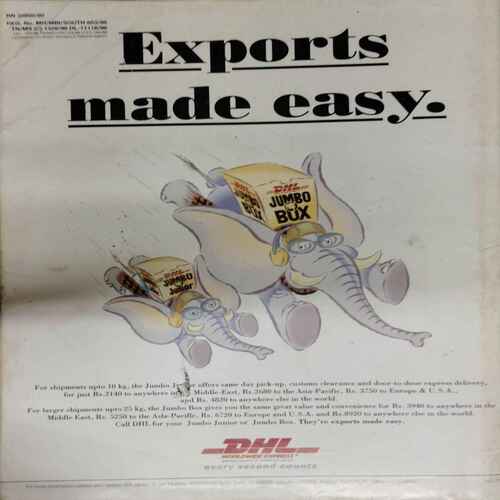 Exports
made easy.
DHL
JUMBO
BOX
DHL
JUMBO
Junior
For shipments upto 10 kg, the Jumbo Junior offers same day pick-up, customs clearance and door-to-door express delivery,
for just Rs.2140 to anywhere in the Middle-East, Rs. 2680 to the Asia-Pacific, Rs. 3750 to Europe & U.S.A.,
and Rs. 4020 to anywhere else in the world.
For larger shipments upto 25 kg, the Jumbo Box gives you the same great value and convenience for Rs. 3940 to anywhere in the
Middle East, Rs. 5250 to the Asia-Pacific, Rs. 6720 to Europe and U.S.A. and Rs.8020 to anywhere else in the world.
Call DHL for your Jumbo Junior or Jumbo Box. They're exports made easy.
DHL
WORLDWIDE EXPRESS
every second counts